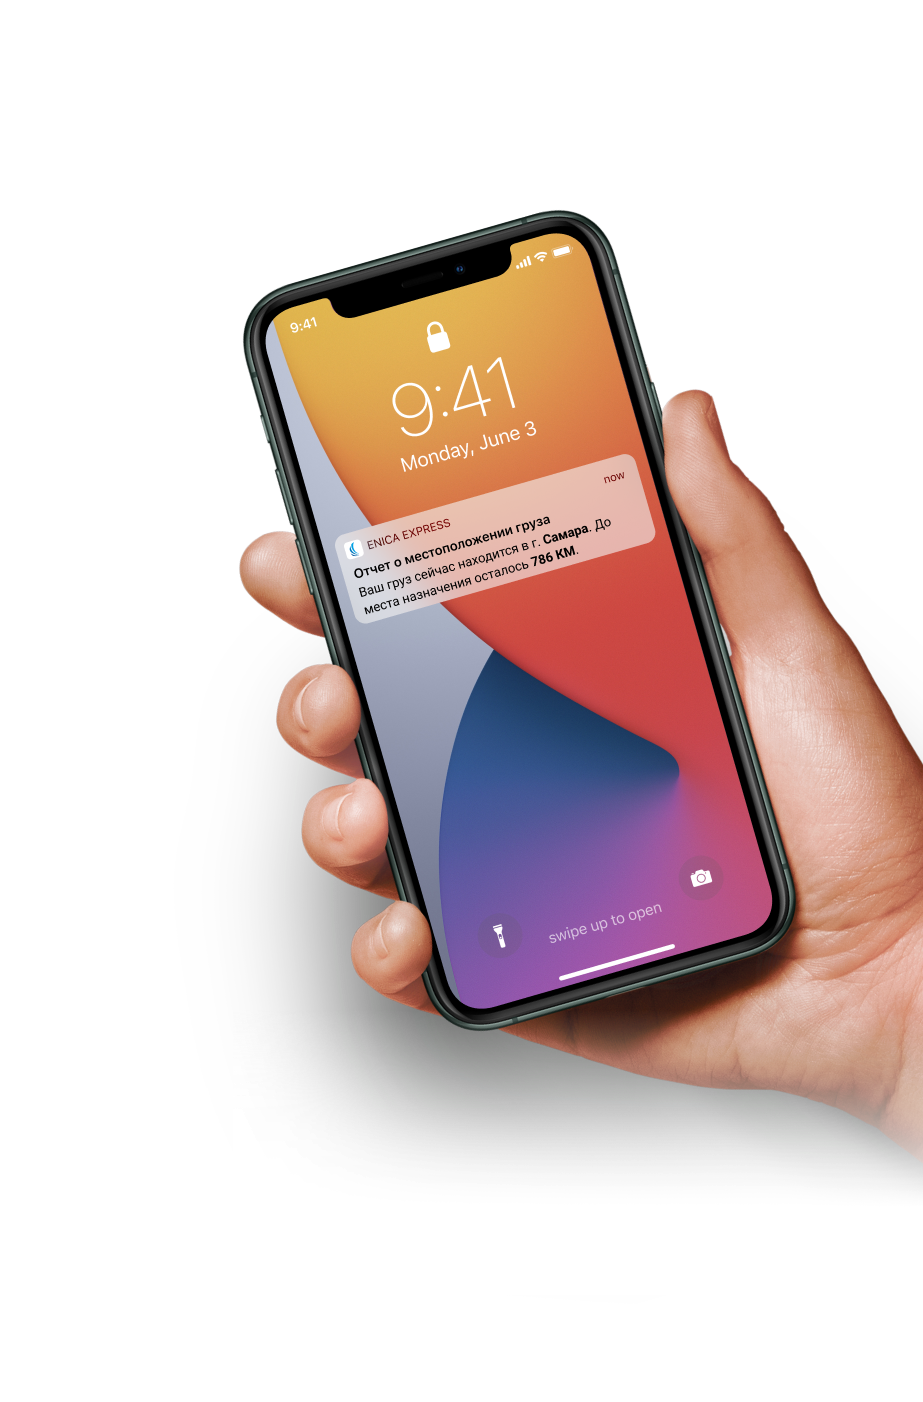 9:41
9:41
Monday, June 3
ENICA EXPRESS
now
Отчет о местоположении груза
Ваш груз сейчас находится в г. Самара. До
места назначения осталось 786 КМ.
swipe up to open